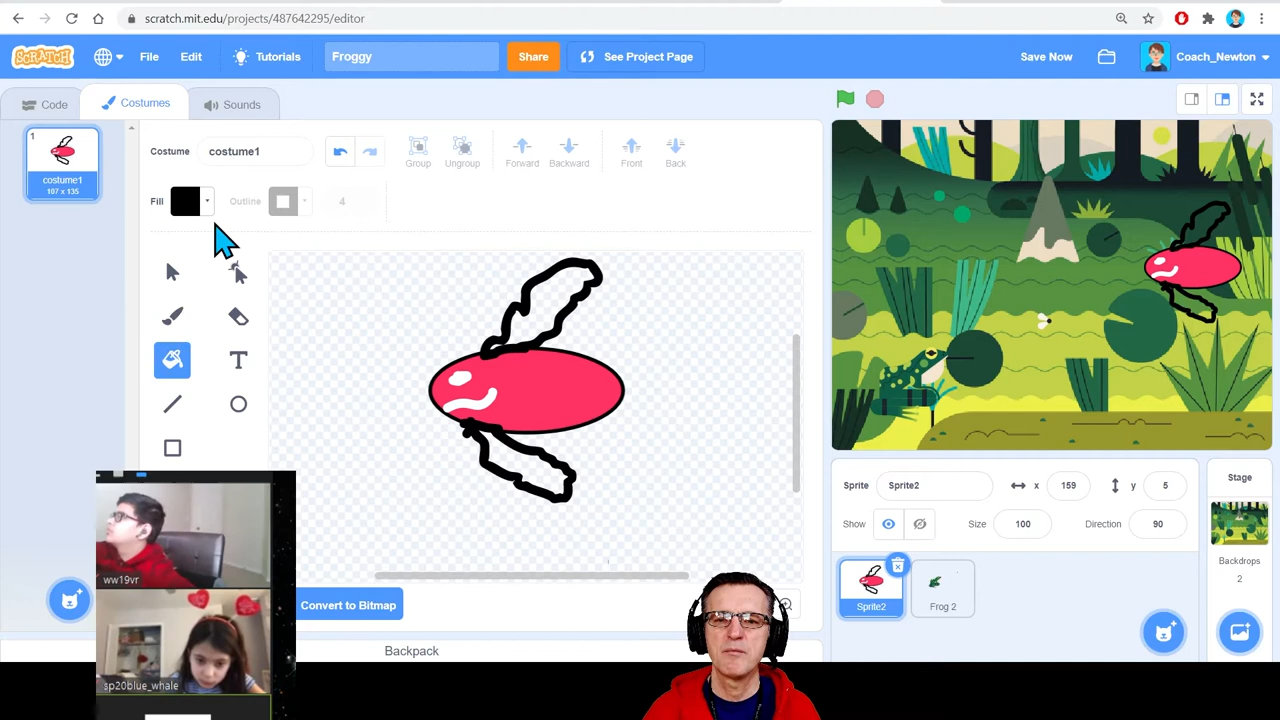 scratch.mit.edu/projects/487642295/editor
SCRATCH
File
Edit
Tutorials
Froggy
Share
See Project Page
Save Now
Coach_Newton
Code
Costumes
Sounds
1
costume1
107 x 135
Costume
costume1
Group
Ungroup
Forward
Backward
Front
Back
Fill
Outline
4
T
Convert to Bitmap
Backpack
Sprite
Sprite2
x
159
y
5
Show
Size
100
Direction
90
Sprite2
Frog 2
Stage
Backdrops
2
ww19vr
sp20blue_whale